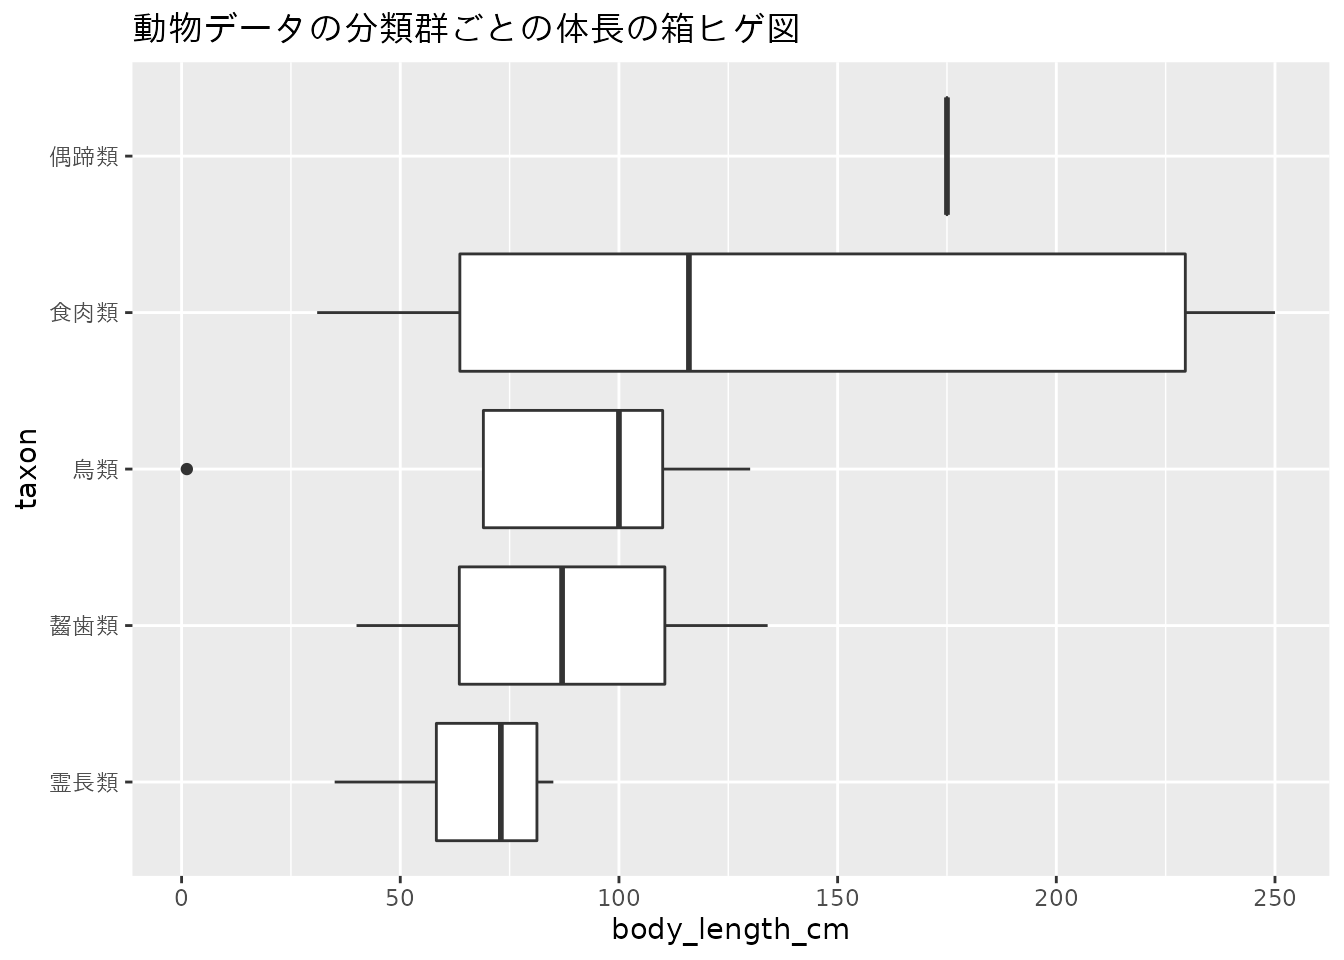 動物データの分類群ごとの体長の箱ヒゲ図
偶蹄類
食肉類
鳥類
齧歯類
霊長類
taxon
0 50 100 150 200 250
body_length_cm